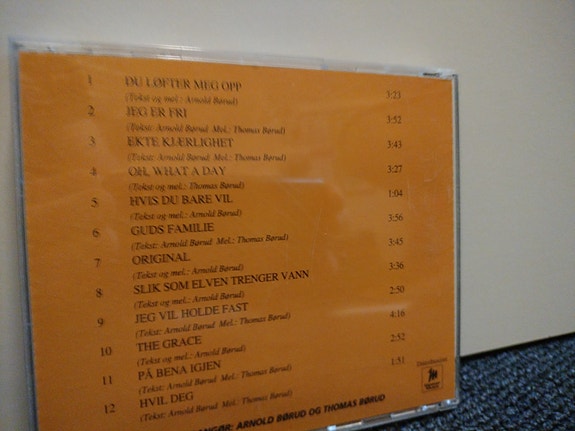 1 DU LØFTER MEG OPP 3:23
(Tekst og mel.: Arnold Børud)
2 JEG ER FRI 3:52
(Tekst: Arnold Børud Mel.: Thomas Børud)
3 EKTE KJÆRLIGHET 3:43
(Tekst: Arnold Børud Mel.: Thomas Børud)
4 OH, WHAT A DAY 3:27
(Tekst og mel.: Thomas Børud)
5 HVIS DU BARE VIL 1:04
(Tekst og mel.: Arnold Børud)
6 GUDS FAMILIE 3:56
(Tekst: Arnold Børud Mel.: Thomas Børud)
7 ORIGINAL 3:45
(Tekst og mel.: Arnold Børud)
8 SLIK SOM ELVEN TRENGER VANN 3:36
(Tekst og mel.: Arnold Børud)
9 JEG VIL HOLDE FAST 2:50
(Tekst: Arnold Børud Mel.: Thomas Børud)
10 THE GRACE 4:16
(Tekst og mel.: Arnold Børud)
11 PÅ BENA IGJEN 2:52
(Tekst: Arnold Børud Mel.: Thomas Børud)
12 HVIL DEG 1:51
(Tekst: Arnold Børud Mel.: Thomas Børud)
ARNOLD BØRUD OG THOMAS BØRUD